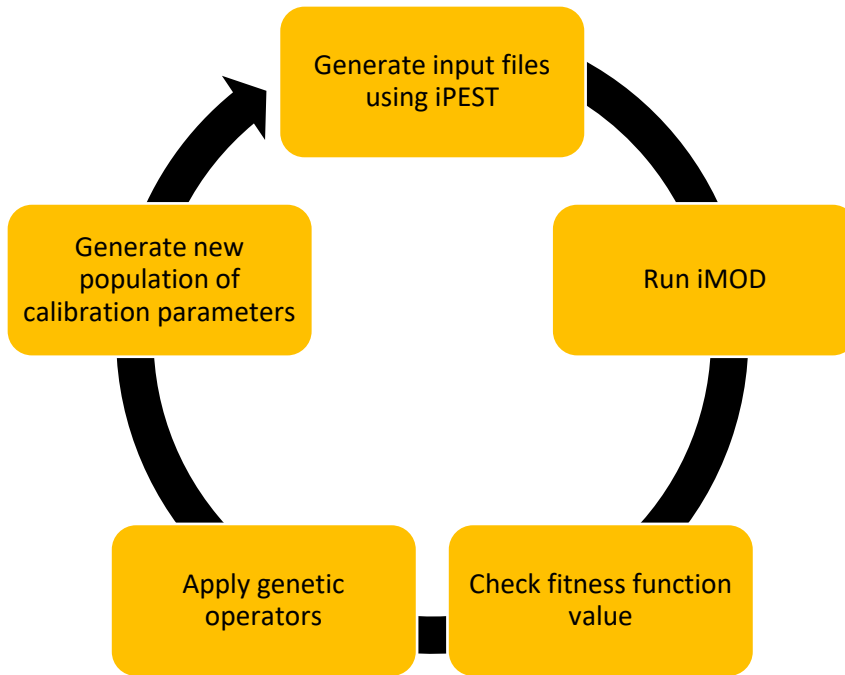 Generate input files
using iPEST
Run iMOD
Check fitness function
value
Apply genetic
operators
Generate new
population of
calibration parameters